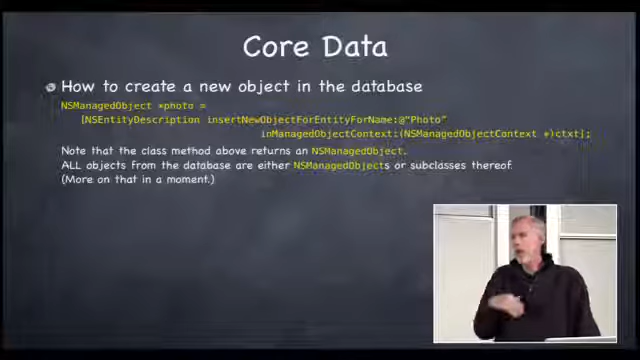 Core Data
How to create a new object in the database
NSManagedObject *photo =
[NSEntityDescription insertNewObjectForEntityForName:@"Photo"
inManagedObjectContext:(NSManagedObjectContext *)ctxt];
Note that the class method above returns an NSManagedObject.
ALL objects from the database are either NSManagedObjects or subclasses thereof.
(More on that in a moment.)